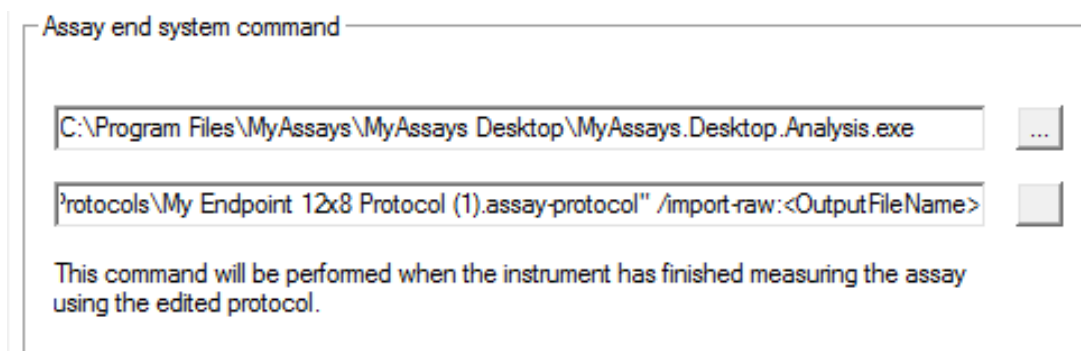 Assay end system command
C:\Program Files\MyAssays\MyAssays Desktop\MyAssays.Desktop.Analysis.exe
...
Protocols\My Endpoint 12x8 Protocol (1).assay-protocol" /import-raw:<OutputFileName>
This command will be performed when the instrument has finished measuring the assay
using the edited protocol.